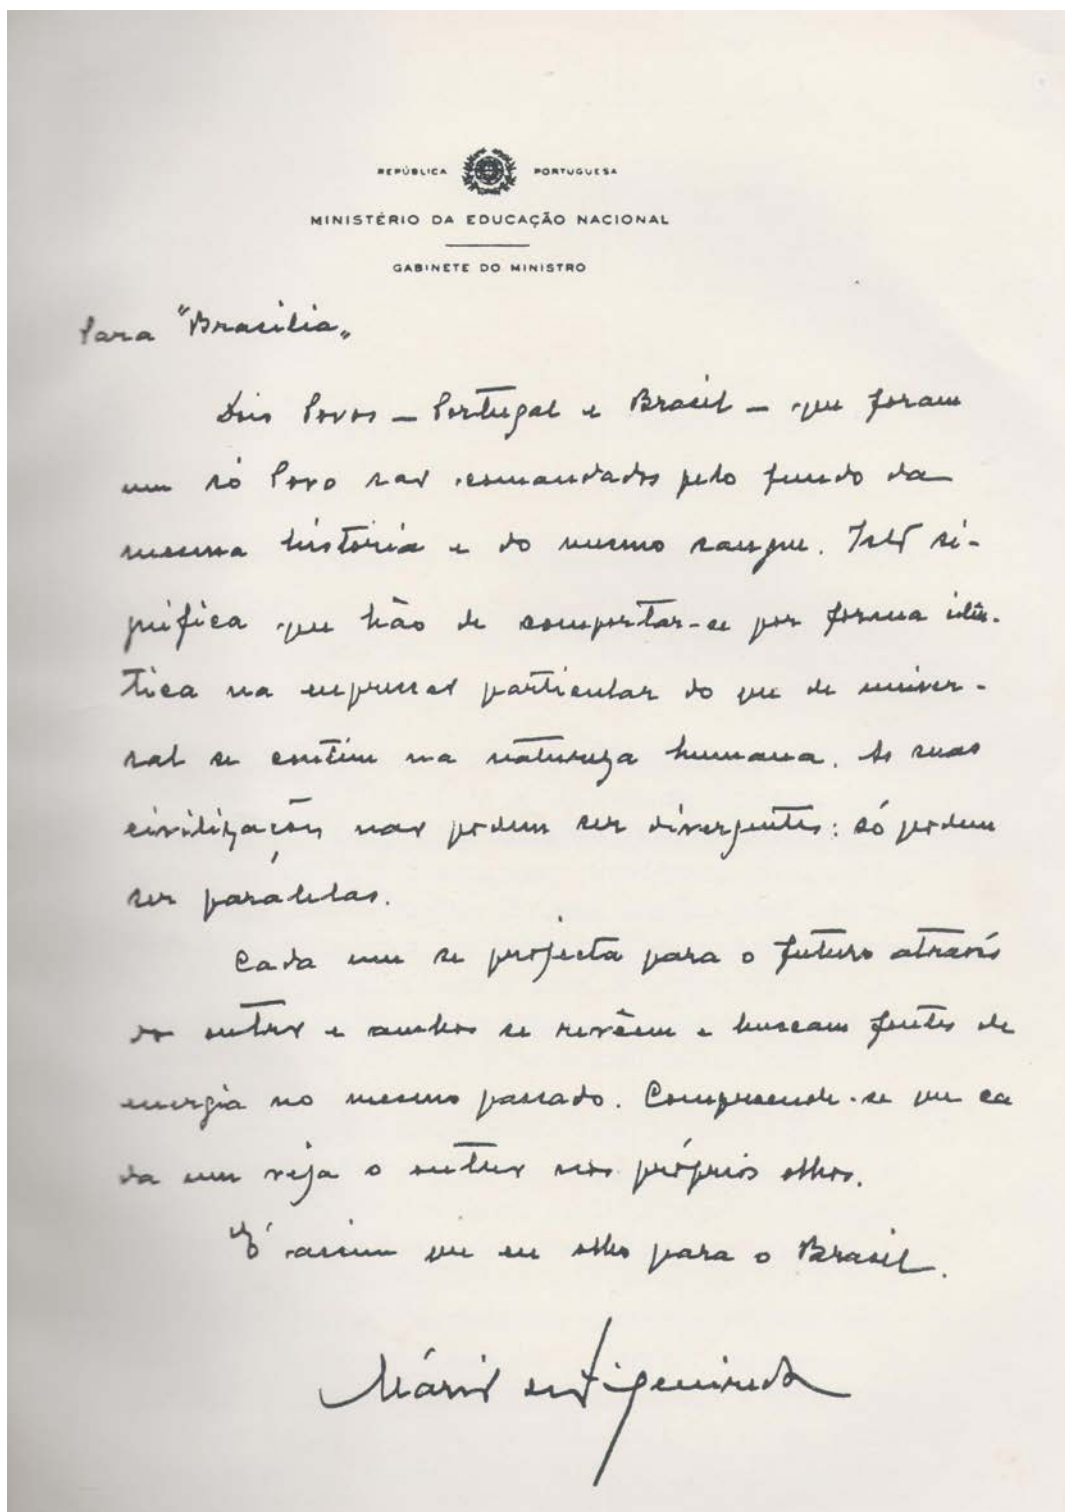 REPÚBLICA PORTUGUESA
MINISTÉRIO DA EDUCAÇÃO NACIONAL
GABINETE DO MINISTRO
Para "Brasilia„
Dois Povos – Portugal e Brasil – que foram
um só Povo são comandados pelo fundo da
mesma história e do mesmo sangue. Isto si-
gnifica que hão de comportar-se por forma idên-
tica na expressão particular do que de univer-
sal se contém na natureza humana. As suas
civilizações não podem ser divergentes: só podem
ser paralelas.
Cada um se projecta para o futuro através
do outro e ambos se revêem e buscam fontes de
energia no mesmo passado. Compreende-se que ca
da um veja o outro nos próprios olhos.
É assim que eu olho para o Brasil.
Mário de Figueiredo